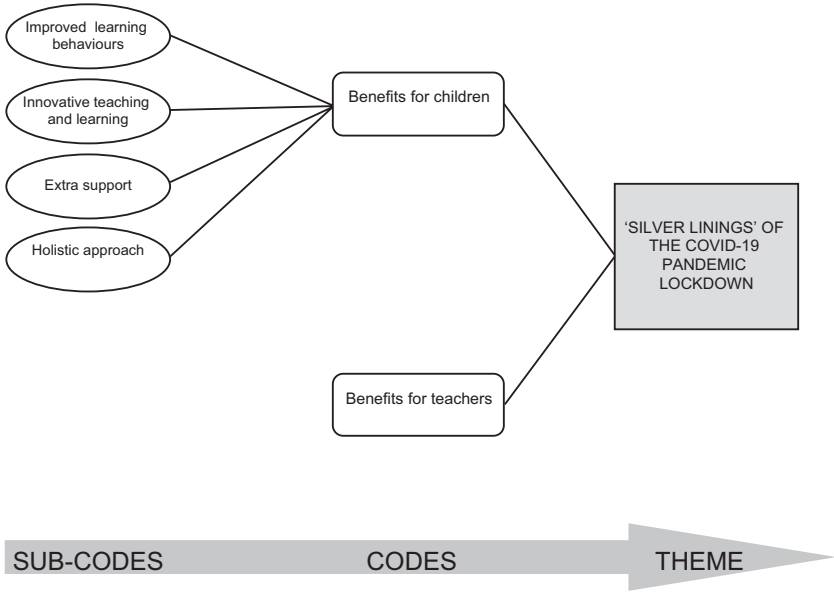 Improved learning
behaviours
Innovative teaching
and learning
Extra support
Holistic approach
Benefits for children
Benefits for teachers
‘SILVER LININGS’ OF
THE COVID-19
PANDEMIC
LOCKDOWN
SUB-CODES
CODES
THEME